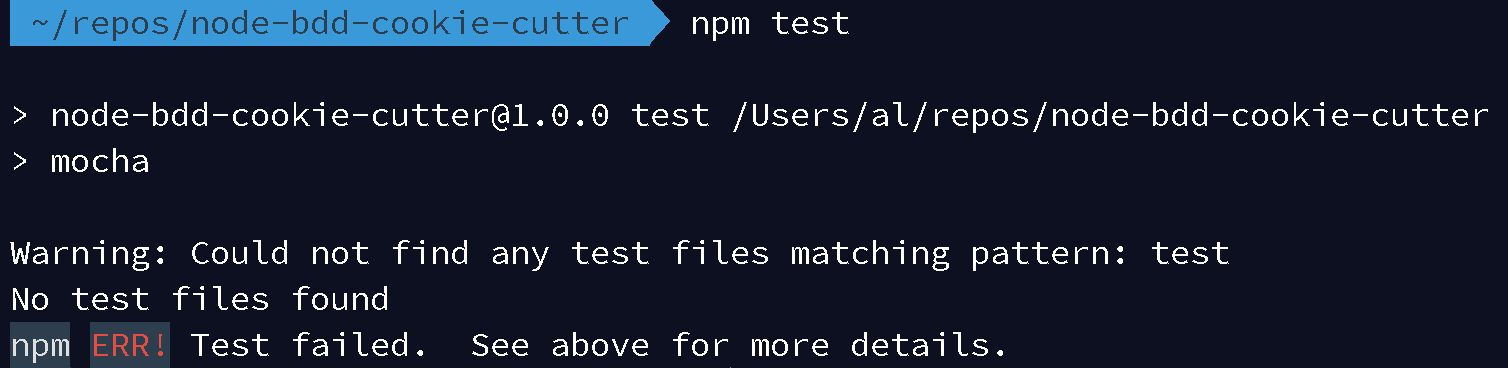 ~/repos/node-bdd-cookie-cutter npm test
> node-bdd-cookie-cutter@1.0.0 test /Users/al/repos/node-bdd-cookie-cutter
> mocha
Warning: Could not find any test files matching pattern: test
No test files found
npm ERR! Test failed.  See above for more details.